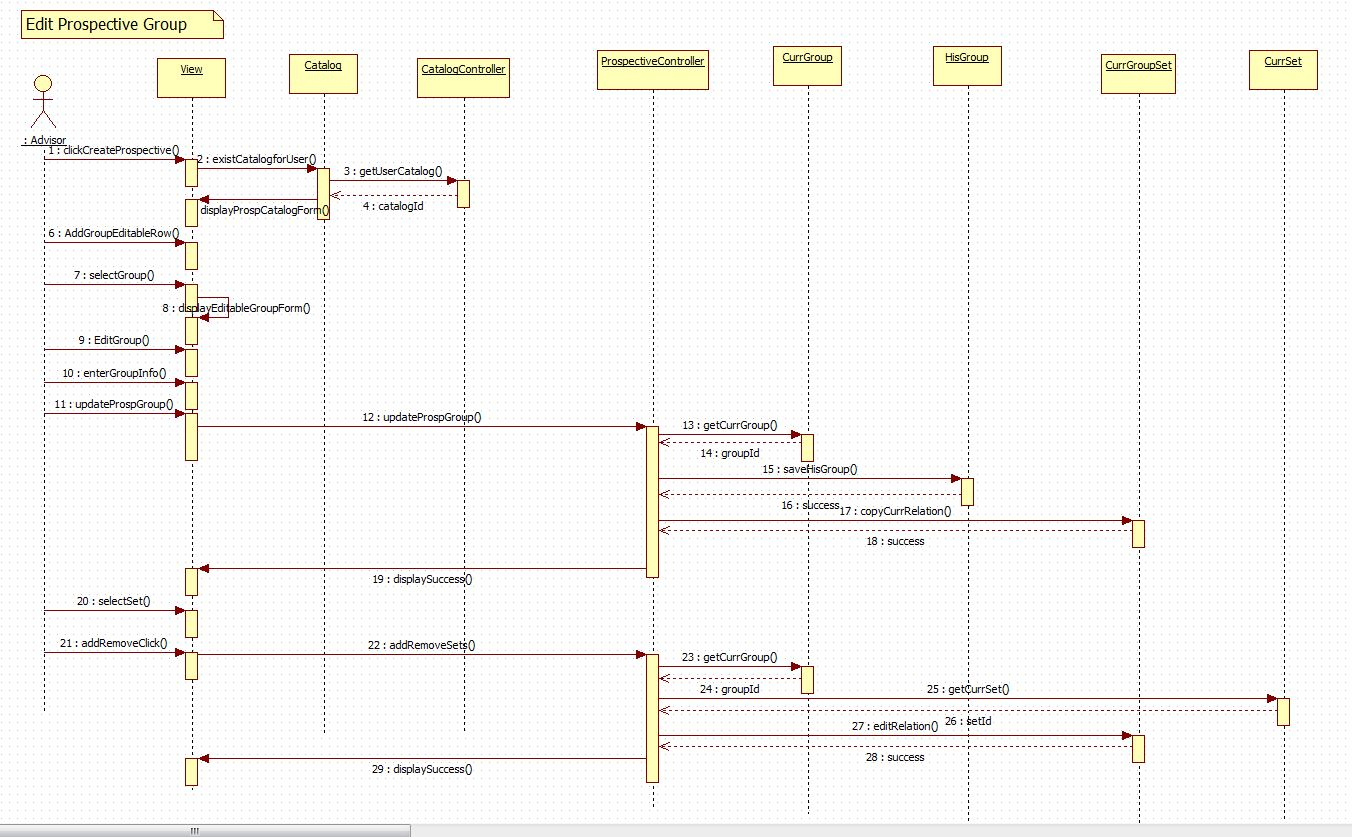 Edit Prospective Group
View
Catalog
CatalogController
ProspectiveController
CurrGroup
HisGroup
CurrGroupSet
CurrSet
: Advisor
1 : clickCreateProspective()
2 : existCatalogforUser()
3 : getUserCatalog()
4 : catalogId
displayProspCatalogForm()
6 : AddGroupEditableRow()
7 : selectGroup()
8 : displayEditableGroupForm()
9 : EditGroup()
10 : enterGroupInfo()
11 : updateProspGroup()
12 : updateProspGroup()
13 : getCurrGroup()
14 : groupId
15 : saveHisGroup()
16 : success
17 : copyCurrRelation()
18 : success
19 : displaySuccess()
20 : selectSet()
21 : addRemoveClick()
22 : addRemoveSets()
23 : getCurrGroup()
24 : groupId
25 : getCurrSet()
26 : setId
27 : editRelation()
28 : success
29 : displaySuccess()